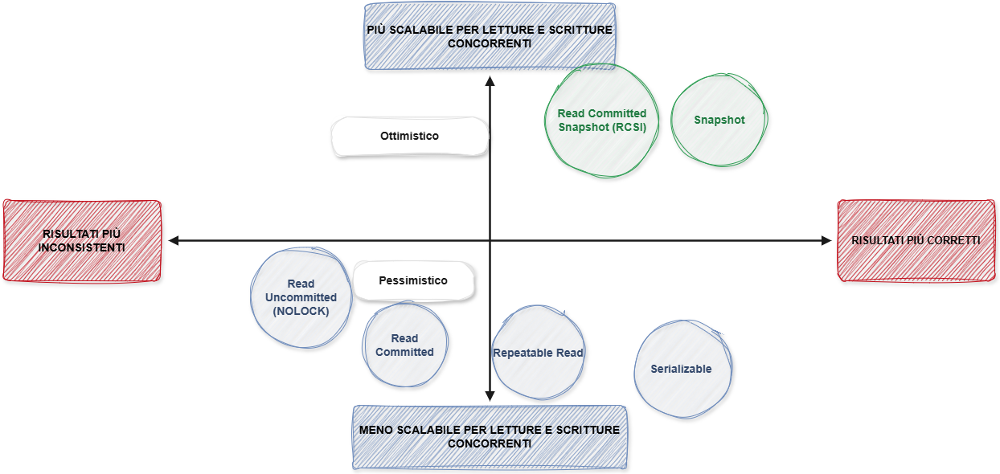 PIÙ SCALABILE PER LETTURE E SCRITTURE
CONCORRENTI
Read Committed
Snapshot (RCSI)
Snapshot
Ottimistico
RISULTATI PIÙ
INCONSISTENTI
RISULTATI PIÙ CORRETTI
Pessimistico
Read
Uncommitted
(NOLOCK)
Read
Committed
Repeatable Read
Serializable
MENO SCALABILE PER LETTURE E SCRITTURE
CONCORRENTI